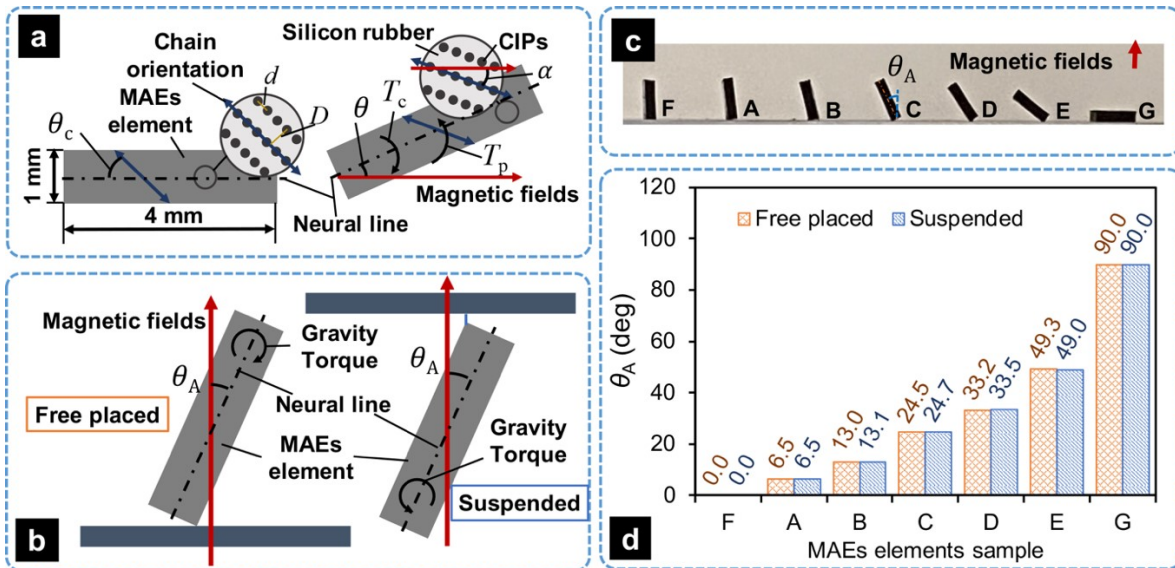 a
Chain
orientation
MAEs
element
θc
d
D
1 mm
4 mm
Silicon rubber
CIPs
α
θ
Tc
Tp
Magnetic fields
Neural line
b
Magnetic fields
θA
Free placed
Gravity
Torque
Neural line
MAEs
element
θA
Gravity
Torque
Suspended
c
Magnetic fields
θA
F A B C D E G
d
θA (deg)
120
100
80
60
40
20
0
Free placed Suspended
0.0 0.0 6.5 6.5 13.0 13.1 24.5 24.7 33.2 33.5 49.3 49.0 90.0 90.0
F A B C D E G
MAEs elements sample